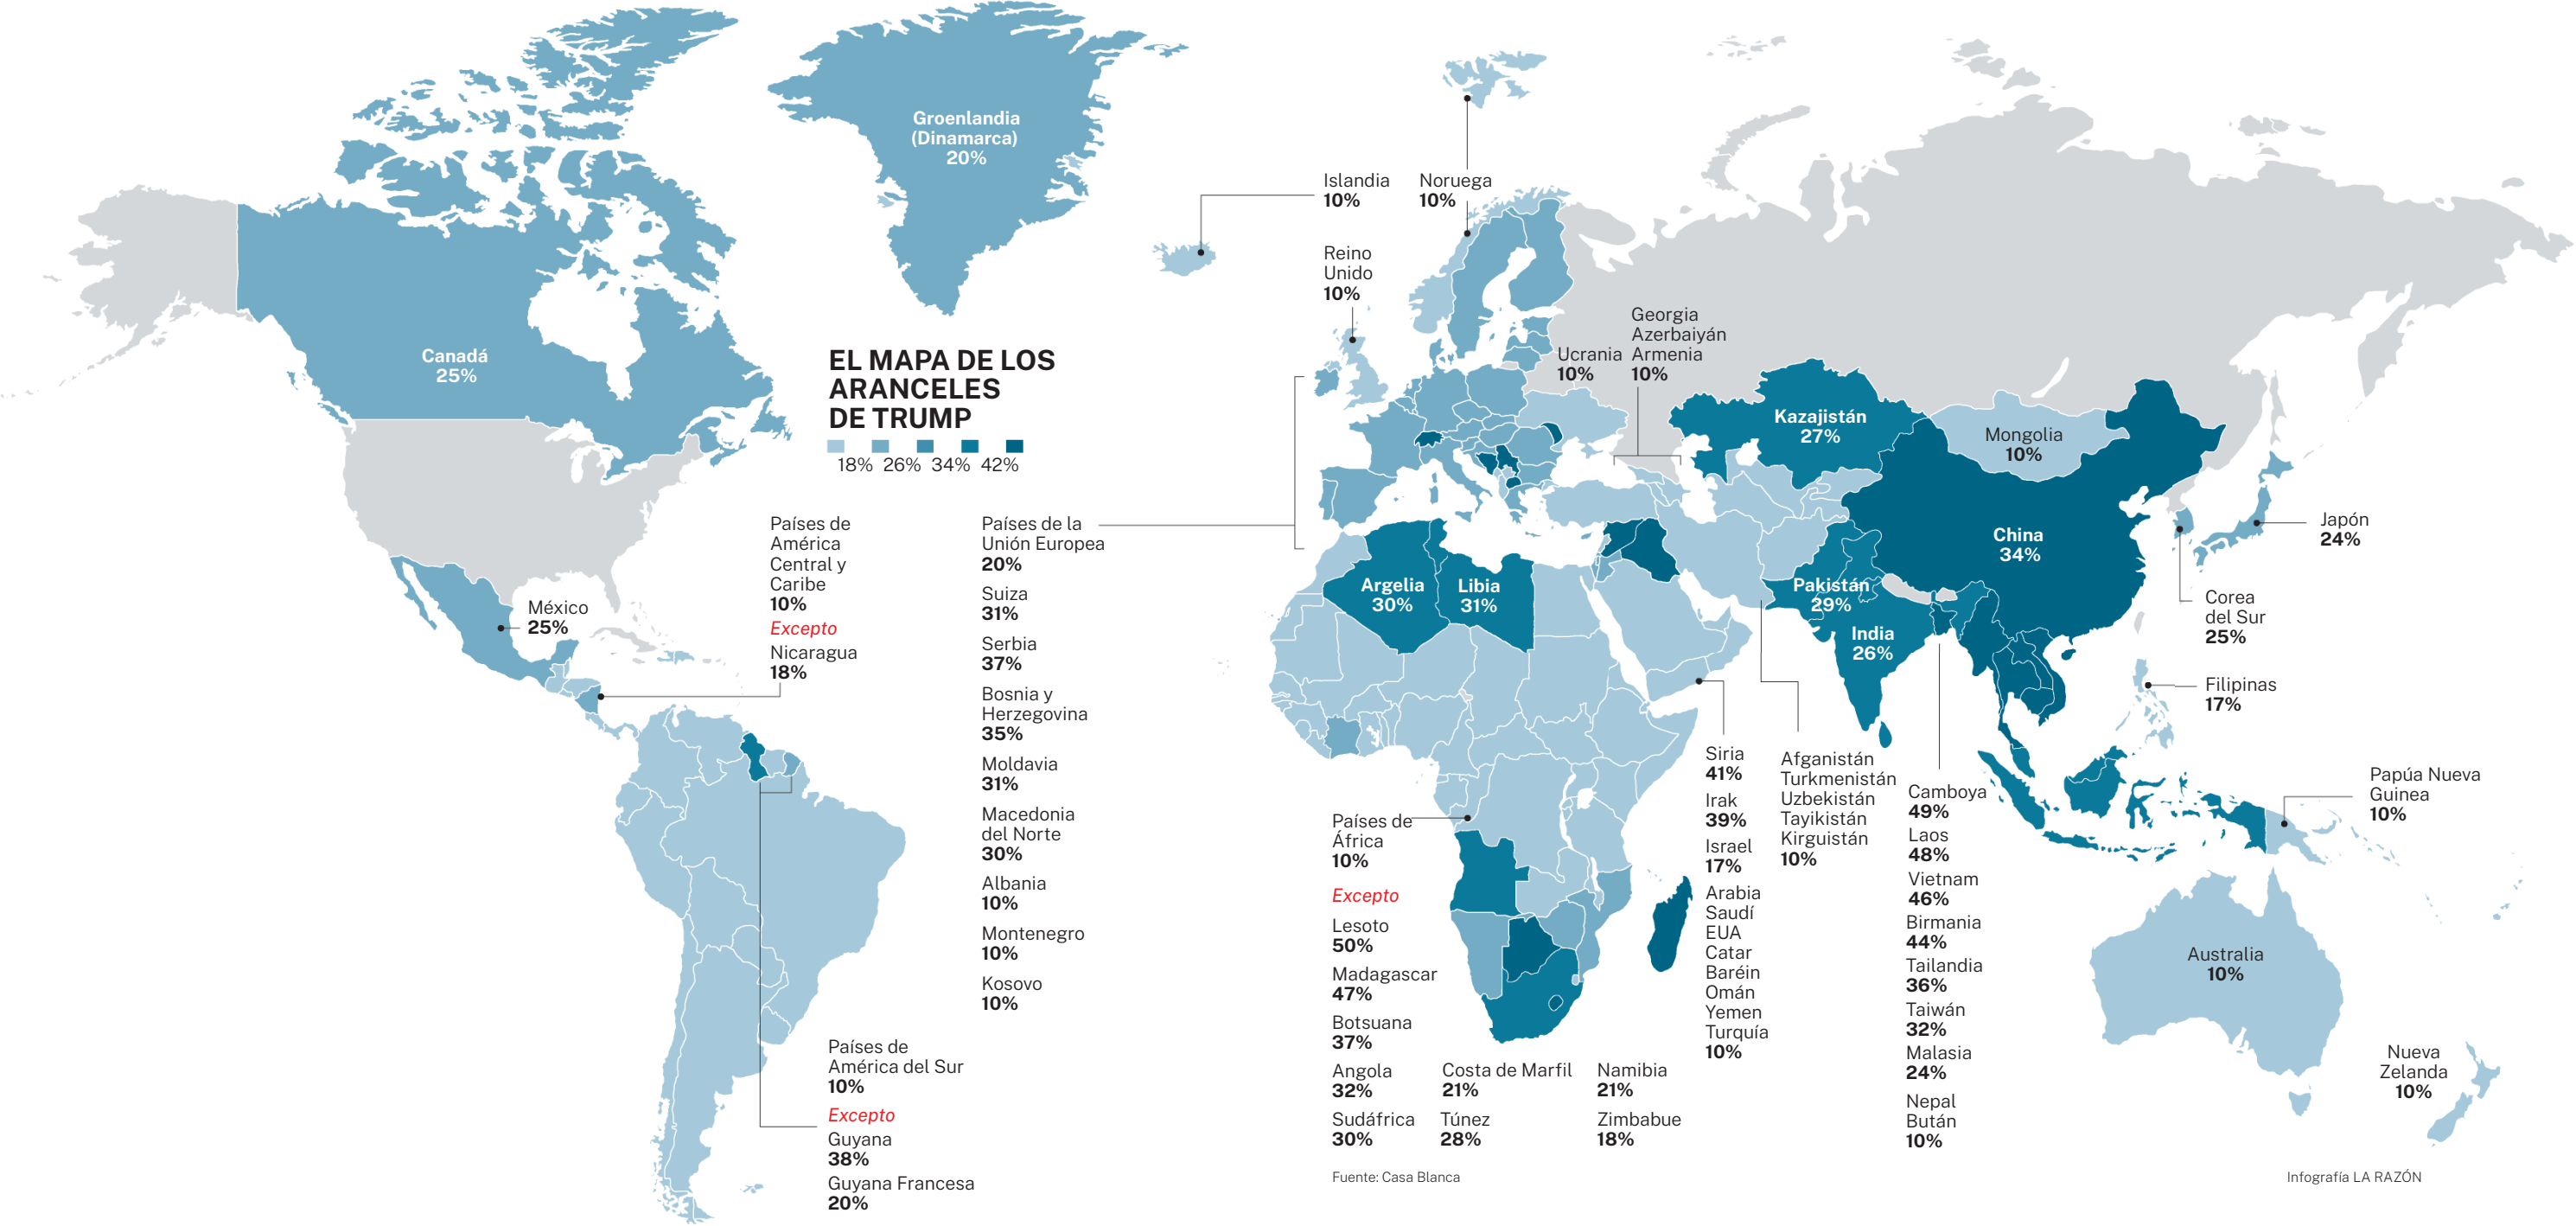 Groenlandia
(Dinamarca)
20%
Canadá
25%
EL MAPA DE LOS
ARANCELES
DE TRUMP
18% 26% 34% 42%
México
25%
Países de
América
Central y
Caribe
10%
Excepto
Nicaragua
18%
Países de la
Unión Europea
20%
Suiza
31%
Serbia
37%
Bosnia y
Herzegovina
35%
Moldavia
31%
Macedonia
del Norte
30%
Albania
10%
Montenegro
10%
Kosovo
10%
Países de
América del Sur
10%
Excepto
Guyana
38%
Guyana Francesa
20%
Islandia
10%
Noruega
10%
Reino
Unido
10%
Ucrania
10%
Georgia
Azerbaiyán
Armenia
10%
Kazajistán
27%
Mongolia
10%
China
34%
Pakistán
29%
India
26%
Argelia
30%
Libia
31%
Japón
24%
Corea
del Sur
25%
Filipinas
17%
Papúa Nueva
Guinea
10%
Australia
10%
Nueva
Zelanda
10%
Países de
África
10%
Excepto
Lesoto
50%
Madagascar
47%
Botsuana
37%
Angola
32%
Sudáfrica
30%
Costa de Marfil
21%
Túnez
28%
Namibia
21%
Zimbabue
18%
Siria
41%
Irak
39%
Israel
17%
Arabia
Saudí
EUA
Catar
Baréin
Omán
Yemen
Turquía
10%
Afganistán
Turkmenistán
Uzbekistán
Tayikistán
Kirguistán
10%
Camboya
49%
Laos
48%
Vietnam
46%
Birmania
44%
Tailandia
36%
Taiwán
32%
Malasia
24%
Nepal
Bután
10%
Fuente: Casa Blanca
Infografía LA RAZÓN